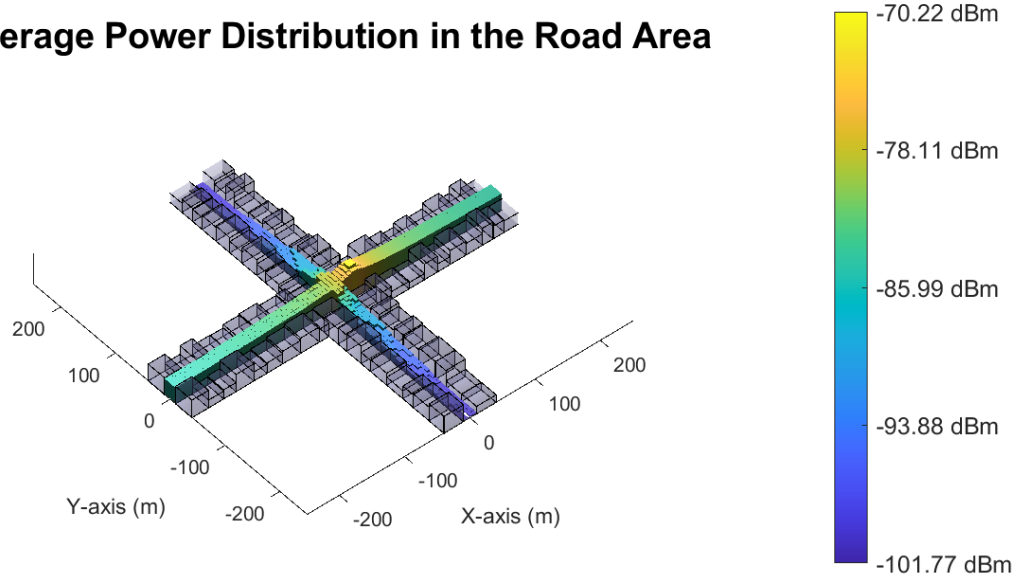 erage Power Distribution in the Road Area
-70.22 dBm
-78.11 dBm
-85.99 dBm
-93.88 dBm
-101.77 dBm
200
100
0
-100
-200
Y-axis (m)
200
100
0
-100
-200
X-axis (m)